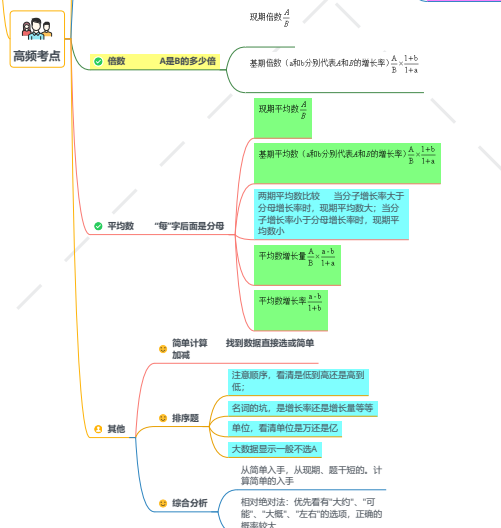 高频考点
现期倍数 A/B
倍数 A是B的多少倍
基期倍数（a和b分别代表A和B的增长率）A/B×1+b/1+a
现期平均数 A/B
基期平均数（a和b分别代表A和B的增长率）A/B×1+b/1+a
两期平均数比较 当分子增长率大于
分母增长率时，现期平均数大；当分
子增长率小于分母增长率时，现期平
均数小
平均数 “每”字后面是分母
平均数增长量 A/B×a-b/1+a
平均数增长率 a-b/1+b
简单计算 找到数据直接选或简单
加减
注意顺序，看清是低到高还是高到
低；
名词的坑，是增长率还是增长量等等
排序题
单位，看清单位是万还是亿
大数据显示一般不选A
其他
从简单入手，从现期、题干短的。计
算简单的入手
综合分析
相对绝对法：优先看有"大约"、"可
能"、"大概"、"左右"的选项，正确的
概率较大